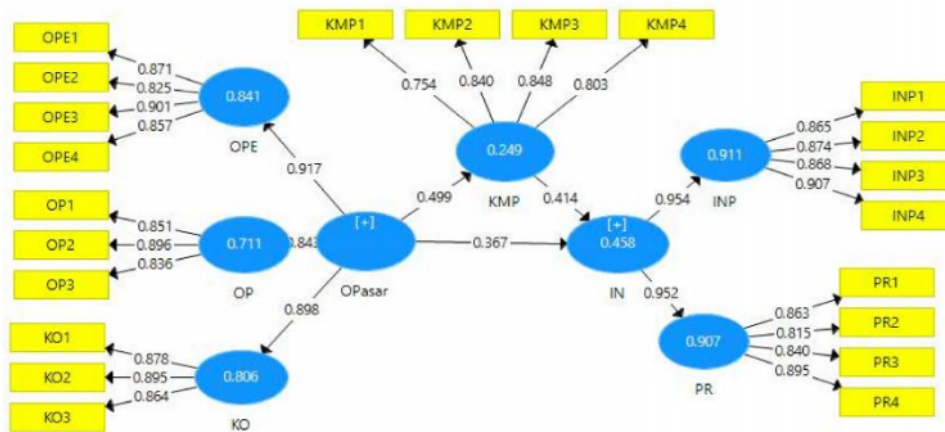 KMP1
KMP2
KMP3
KMP4
0.754
0.840
0.848
0.803
0.249
KMP
OPE1
OPE2
OPE3
OPE4
0.871
0.825
0.901
0.857
0.841
OPE
0.917
0.499
0.414
INP1
INP2
INP3
INP4
0.865
0.874
0.868
0.907
0.911
INP
0.954
OP1
OP2
OP3
0.851
0.896
0.836
0.711
OP
0.843
[+]
OPasar
0.367
[+]
0.458
IN
0.952
0.898
KO1
KO2
KO3
0.878
0.895
0.864
0.806
KO
PR1
PR2
PR3
PR4
0.863
0.815
0.840
0.895
0.907
PR